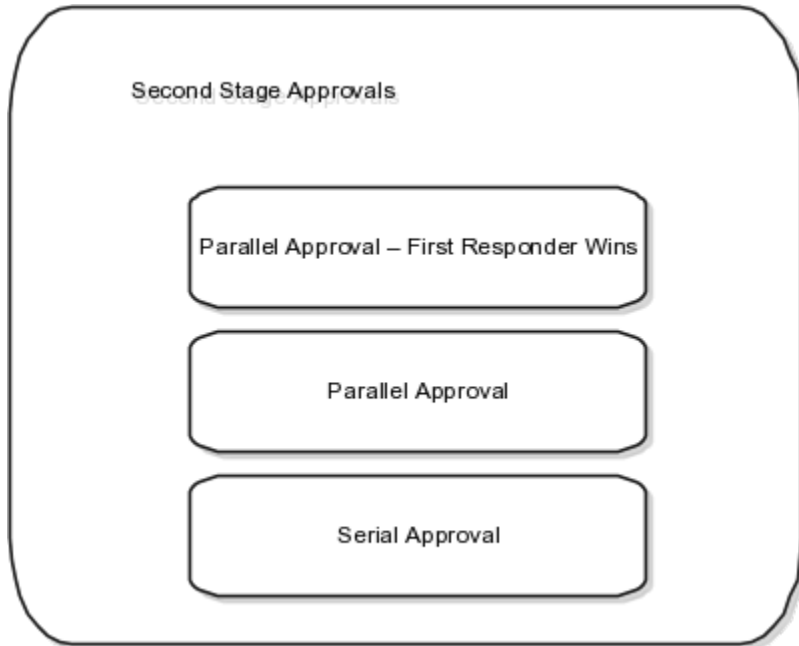 Second Stage Approvals
Parallel Approval – First Responder Wins
Parallel Approval
Serial Approval